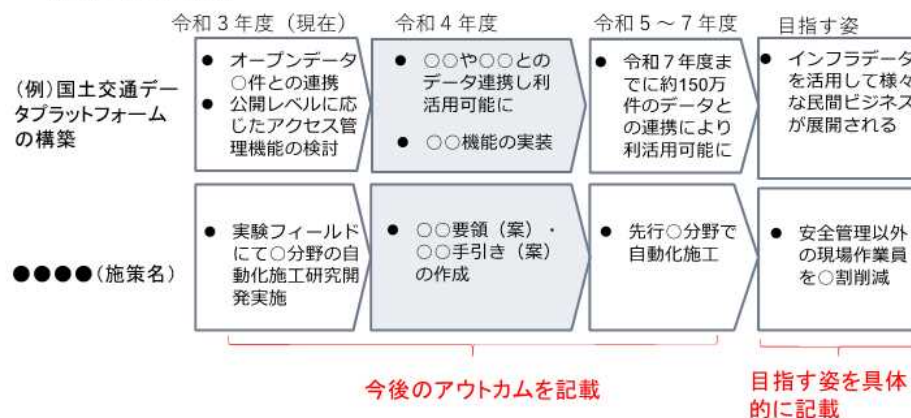 令和３年度（現在）
令和４年度
令和５～７年度
目指す姿
（例）国土交通デー
タプラットフォーム
の構築
● オープンデータ
○件との連携
● 公開レベルに応
じたアクセス管
理機能の検討
● ○○や○○との
データ連携し利
活用可能に
● ○○機能の実装
● 令和７年度ま
でに約150万
件のデータと
の連携により
利活用可能に
● インフラデータ
を活用して様々
な民間ビジネス
が展開される
●●●●（施策名）
● 実験フィールド
にて○分野の自
動化施工研究開
発実施
● ○○要領（案）・
○○手引き（案）
の作成
● 先行○分野で
自動化施工
● 安全管理以外
の現場作業員
を○割削減
今後のアウトカムを記載
目指す姿を具体
的に記載